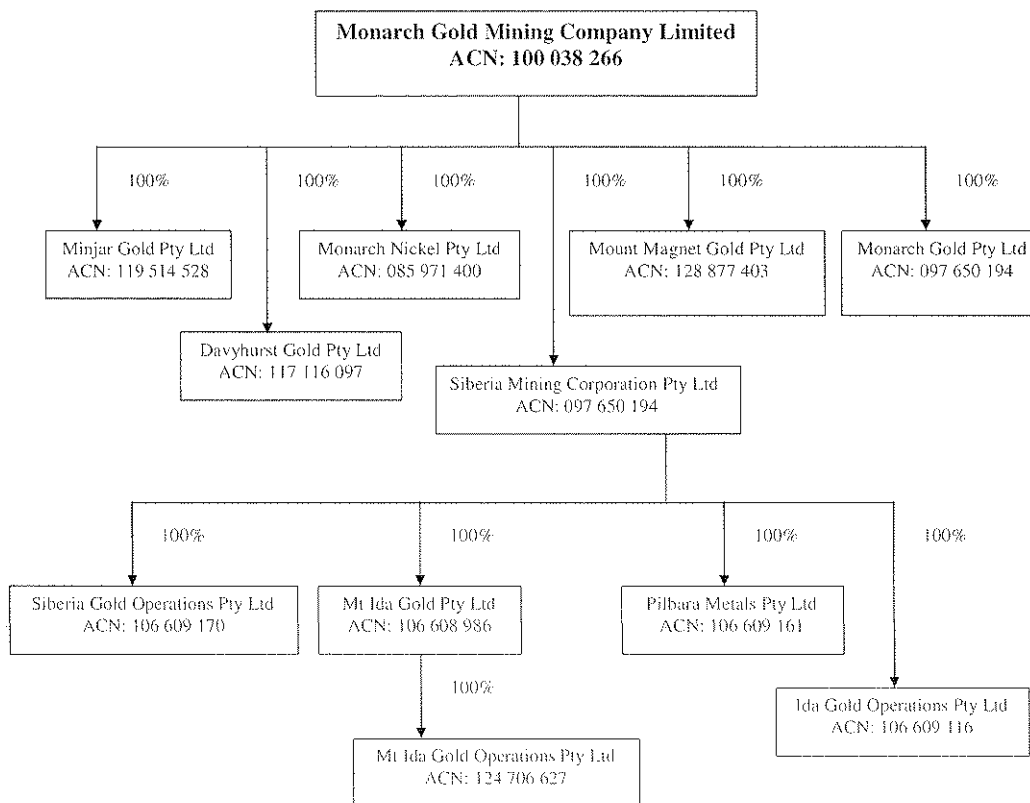 Monarch Gold Mining Company Limited
ACN: 100 038 266
100%
100%
100%
100%
100%
100%
Minjar Gold Pty Ltd
ACN: 119 514 528
Monarch Nickel Pty Ltd
ACN: 085 971 400
Mount Magnet Gold Pty Ltd
ACN: 128 877 403
Monarch Gold Pty Ltd
ACN: 097 650 194
Davyhurst Gold Pty Ltd
ACN: 117 116 097
Siberia Mining Corporation Pty Ltd
ACN: 097 650 194
100%
100%
100%
100%
Siberia Gold Operations Pty Ltd
ACN: 106 609 170
Mt Ida Gold Pty Ltd
ACN: 106 608 986
Pilbara Metals Pty Ltd
ACN: 106 609 161
100%
Ida Gold Operations Pty Ltd
ACN: 106 609 116
Mt Ida Gold Operations Pty Ltd
ACN: 124 706 627